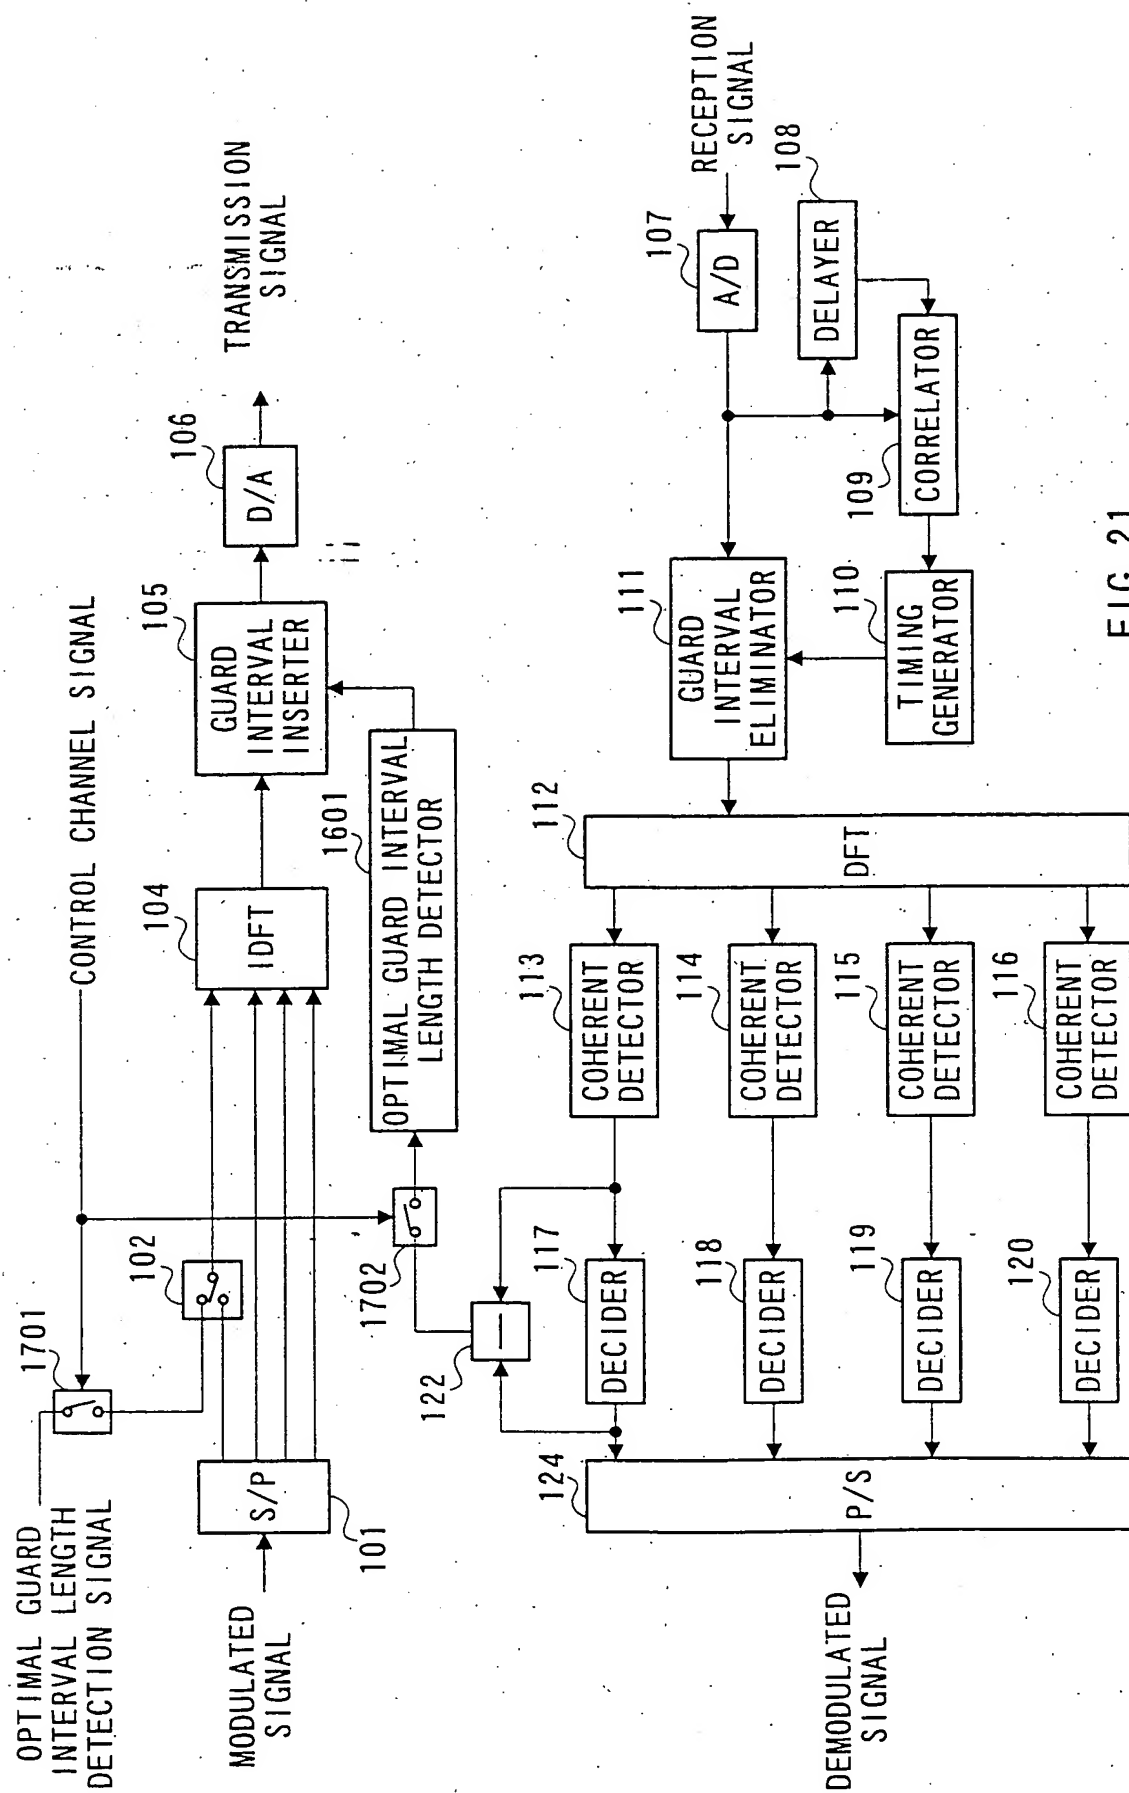 OPTIMAL GUARD
INTERVAL LENGTH
DETECTION SIGNAL
1701
CONTROL CHANNEL SIGNAL
MODULATED
SIGNAL
S/P
101
102
IDFT
104
GUARD
INTERVAL
INSERTER
105
D/A
106
TRANSMISSION
SIGNAL
1702
OPTIMAL GUARD INTERVAL
LENGTH DETECTOR
1601
122
RECEPTION
SIGNAL
A/D
107
DELAYER
108
CORRELATOR
109
TIMING
GENERATOR
110
GUARD
INTERVAL
ELIMINATOR
111
DFT
112
COHERENT
DETECTOR
113
COHERENT
DETECTOR
114
COHERENT
DETECTOR
115
COHERENT
DETECTOR
116
DECIDER
117
DECIDER
118
DECIDER
119
DECIDER
120
P/S
124
DEMODULATED
SIGNAL
FIG. 21